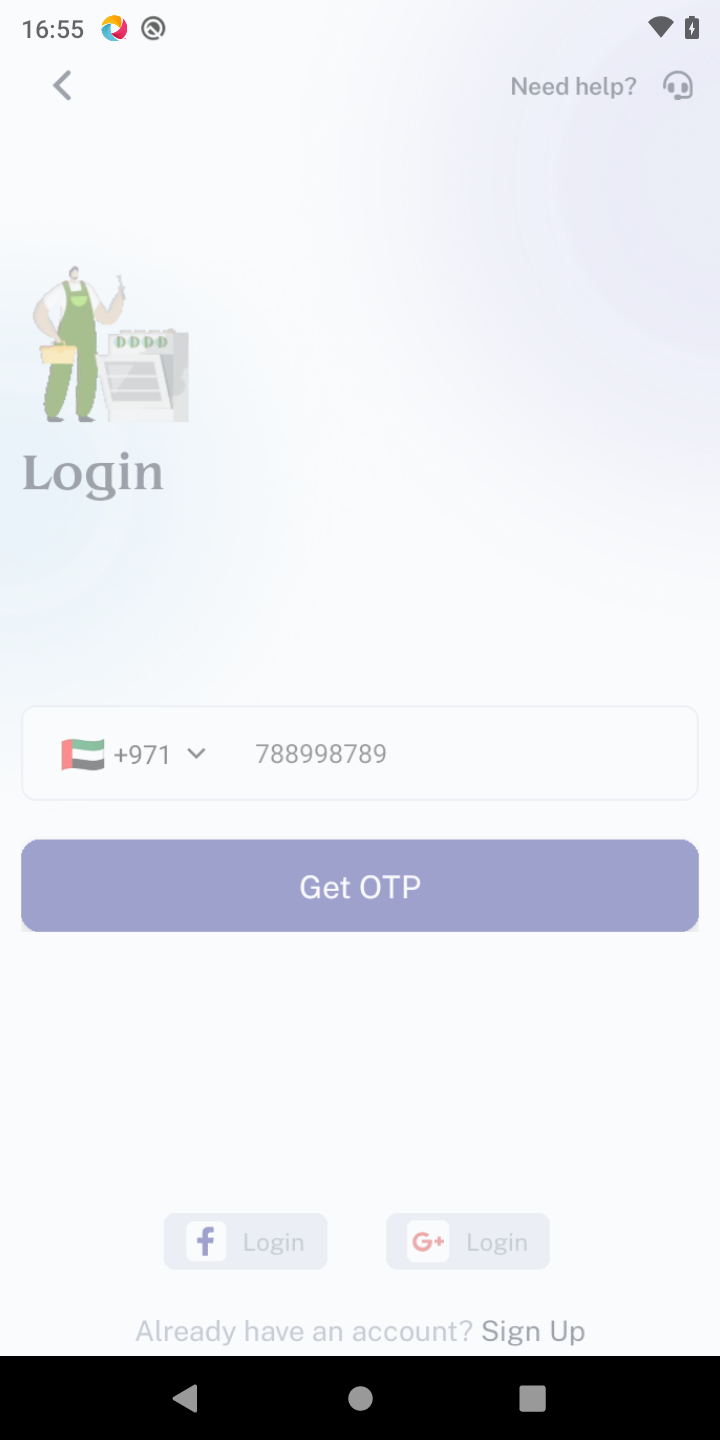 16:55
Need help?
Login
+971 788998789
Get OTP
Login Login
Already have an account? Sign Up